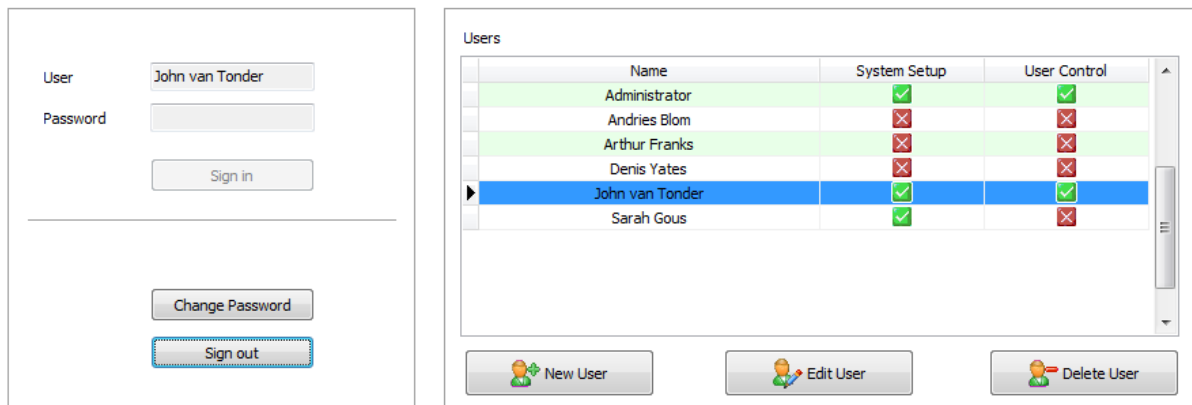 User John van Tonder
Password
Sign in
Change Password
Sign out
Users
Name System Setup User Control
Administrator
Andries Blom
Arthur Franks
Denis Yates
John van Tonder
Sarah Gous
New User Edit User Delete User